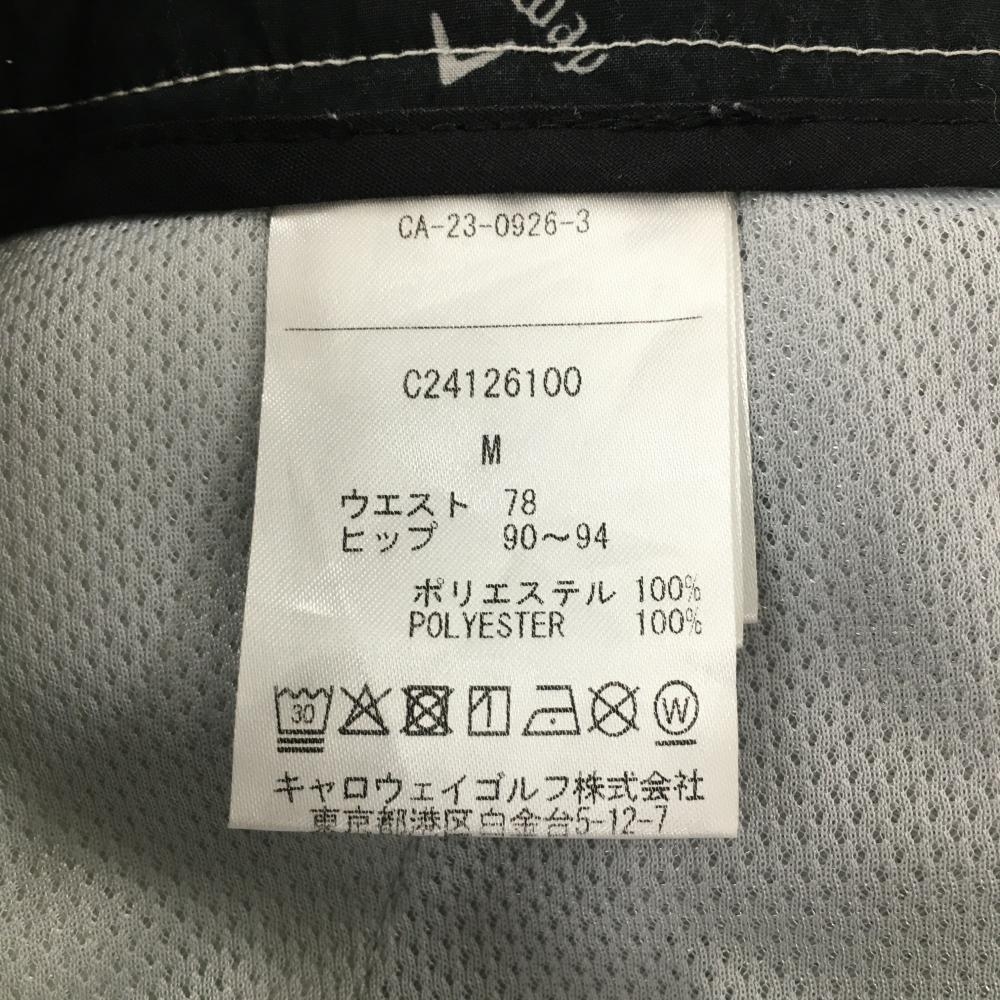 CA-23-0926-3
C24126100
M
ウエスト 78
ヒップ 90～94
ポリエステル 100%
POLYESTER 100%
30
W
キャロウェイゴルフ株式会社
東京都港区白金台5-12-7